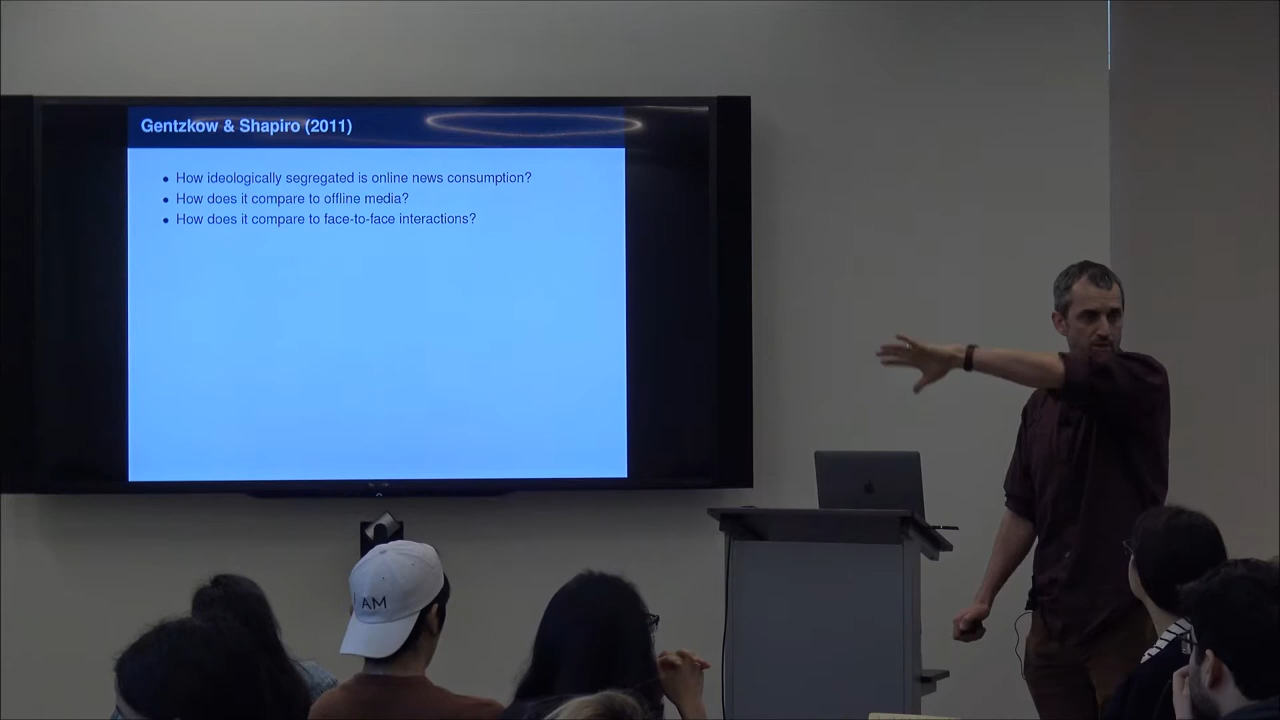 Gentzkow & Shapiro (2011)
• How ideologically segregated is online news consumption?
• How does it compare to offline media?
• How does it compare to face-to-face interactions?
I AM